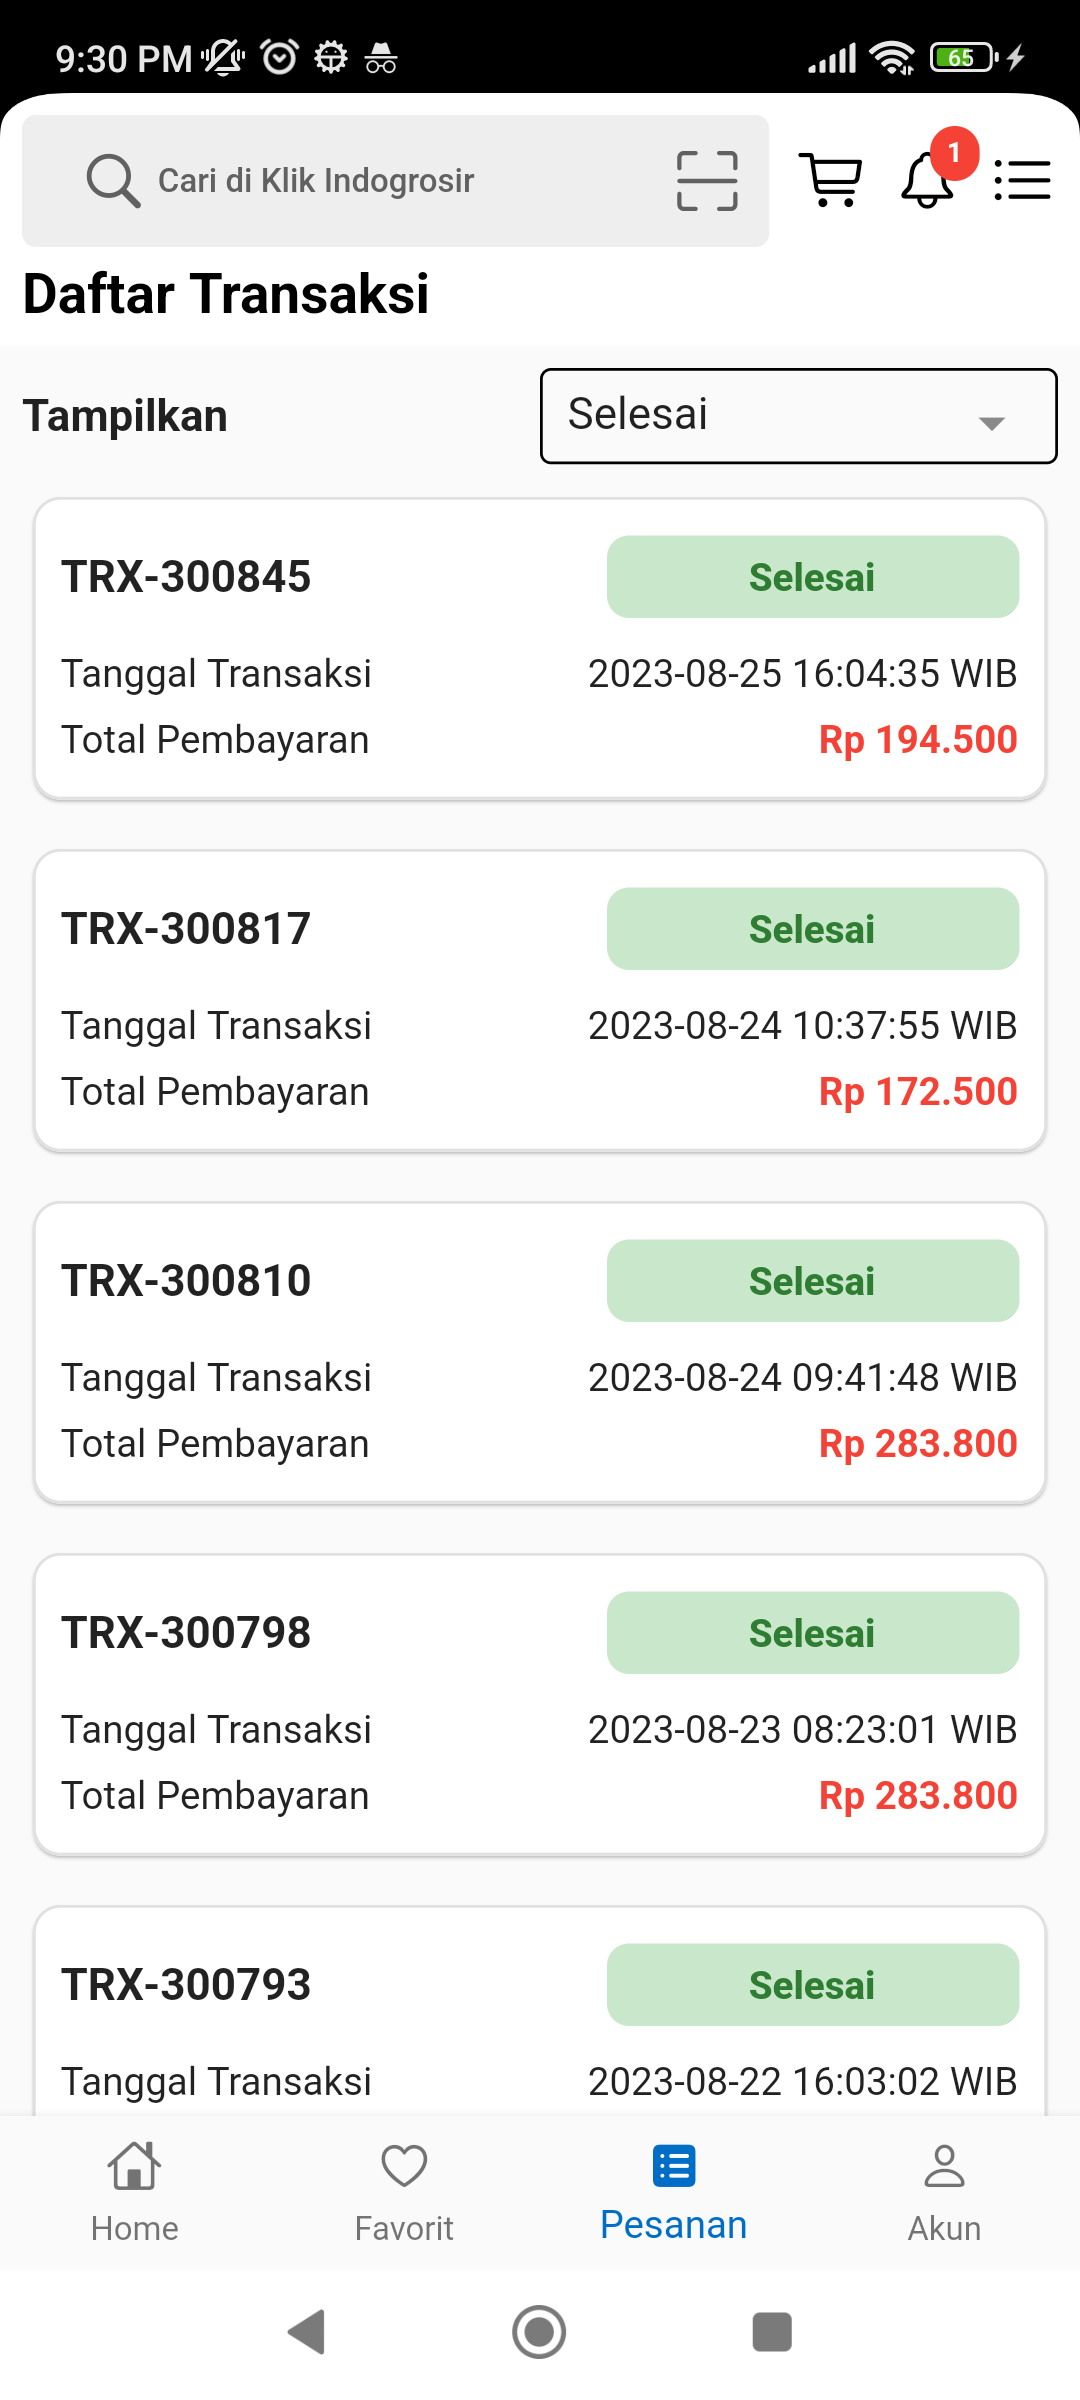 9:30 PM
65
Cari di Klik Indogrosir
1
Daftar Transaksi
Tampilkan
Selesai
TRX-300845
Selesai
Tanggal Transaksi
2023-08-25 16:04:35 WIB
Total Pembayaran
Rp 194.500
TRX-300817
Selesai
Tanggal Transaksi
2023-08-24 10:37:55 WIB
Total Pembayaran
Rp 172.500
TRX-300810
Selesai
Tanggal Transaksi
2023-08-24 09:41:48 WIB
Total Pembayaran
Rp 283.800
TRX-300798
Selesai
Tanggal Transaksi
2023-08-23 08:23:01 WIB
Total Pembayaran
Rp 283.800
TRX-300793
Selesai
Tanggal Transaksi
2023-08-22 16:03:02 WIB
Home
Favorit
Pesanan
Akun